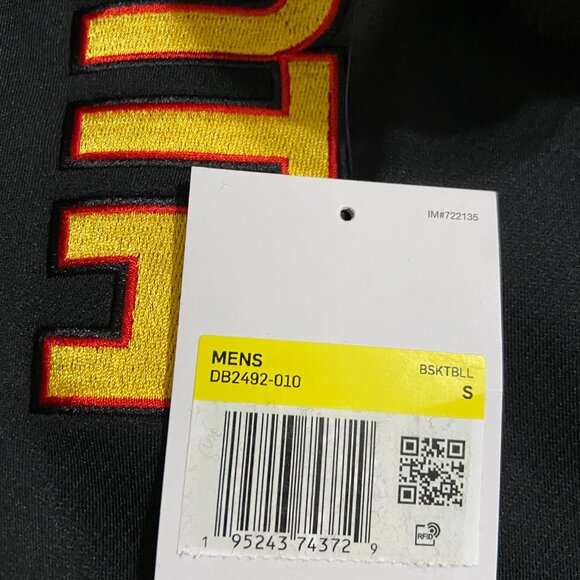 IM#722135
MENS
BSKTBLL
DB2492-010
S
RFID
1 95243 74372 9